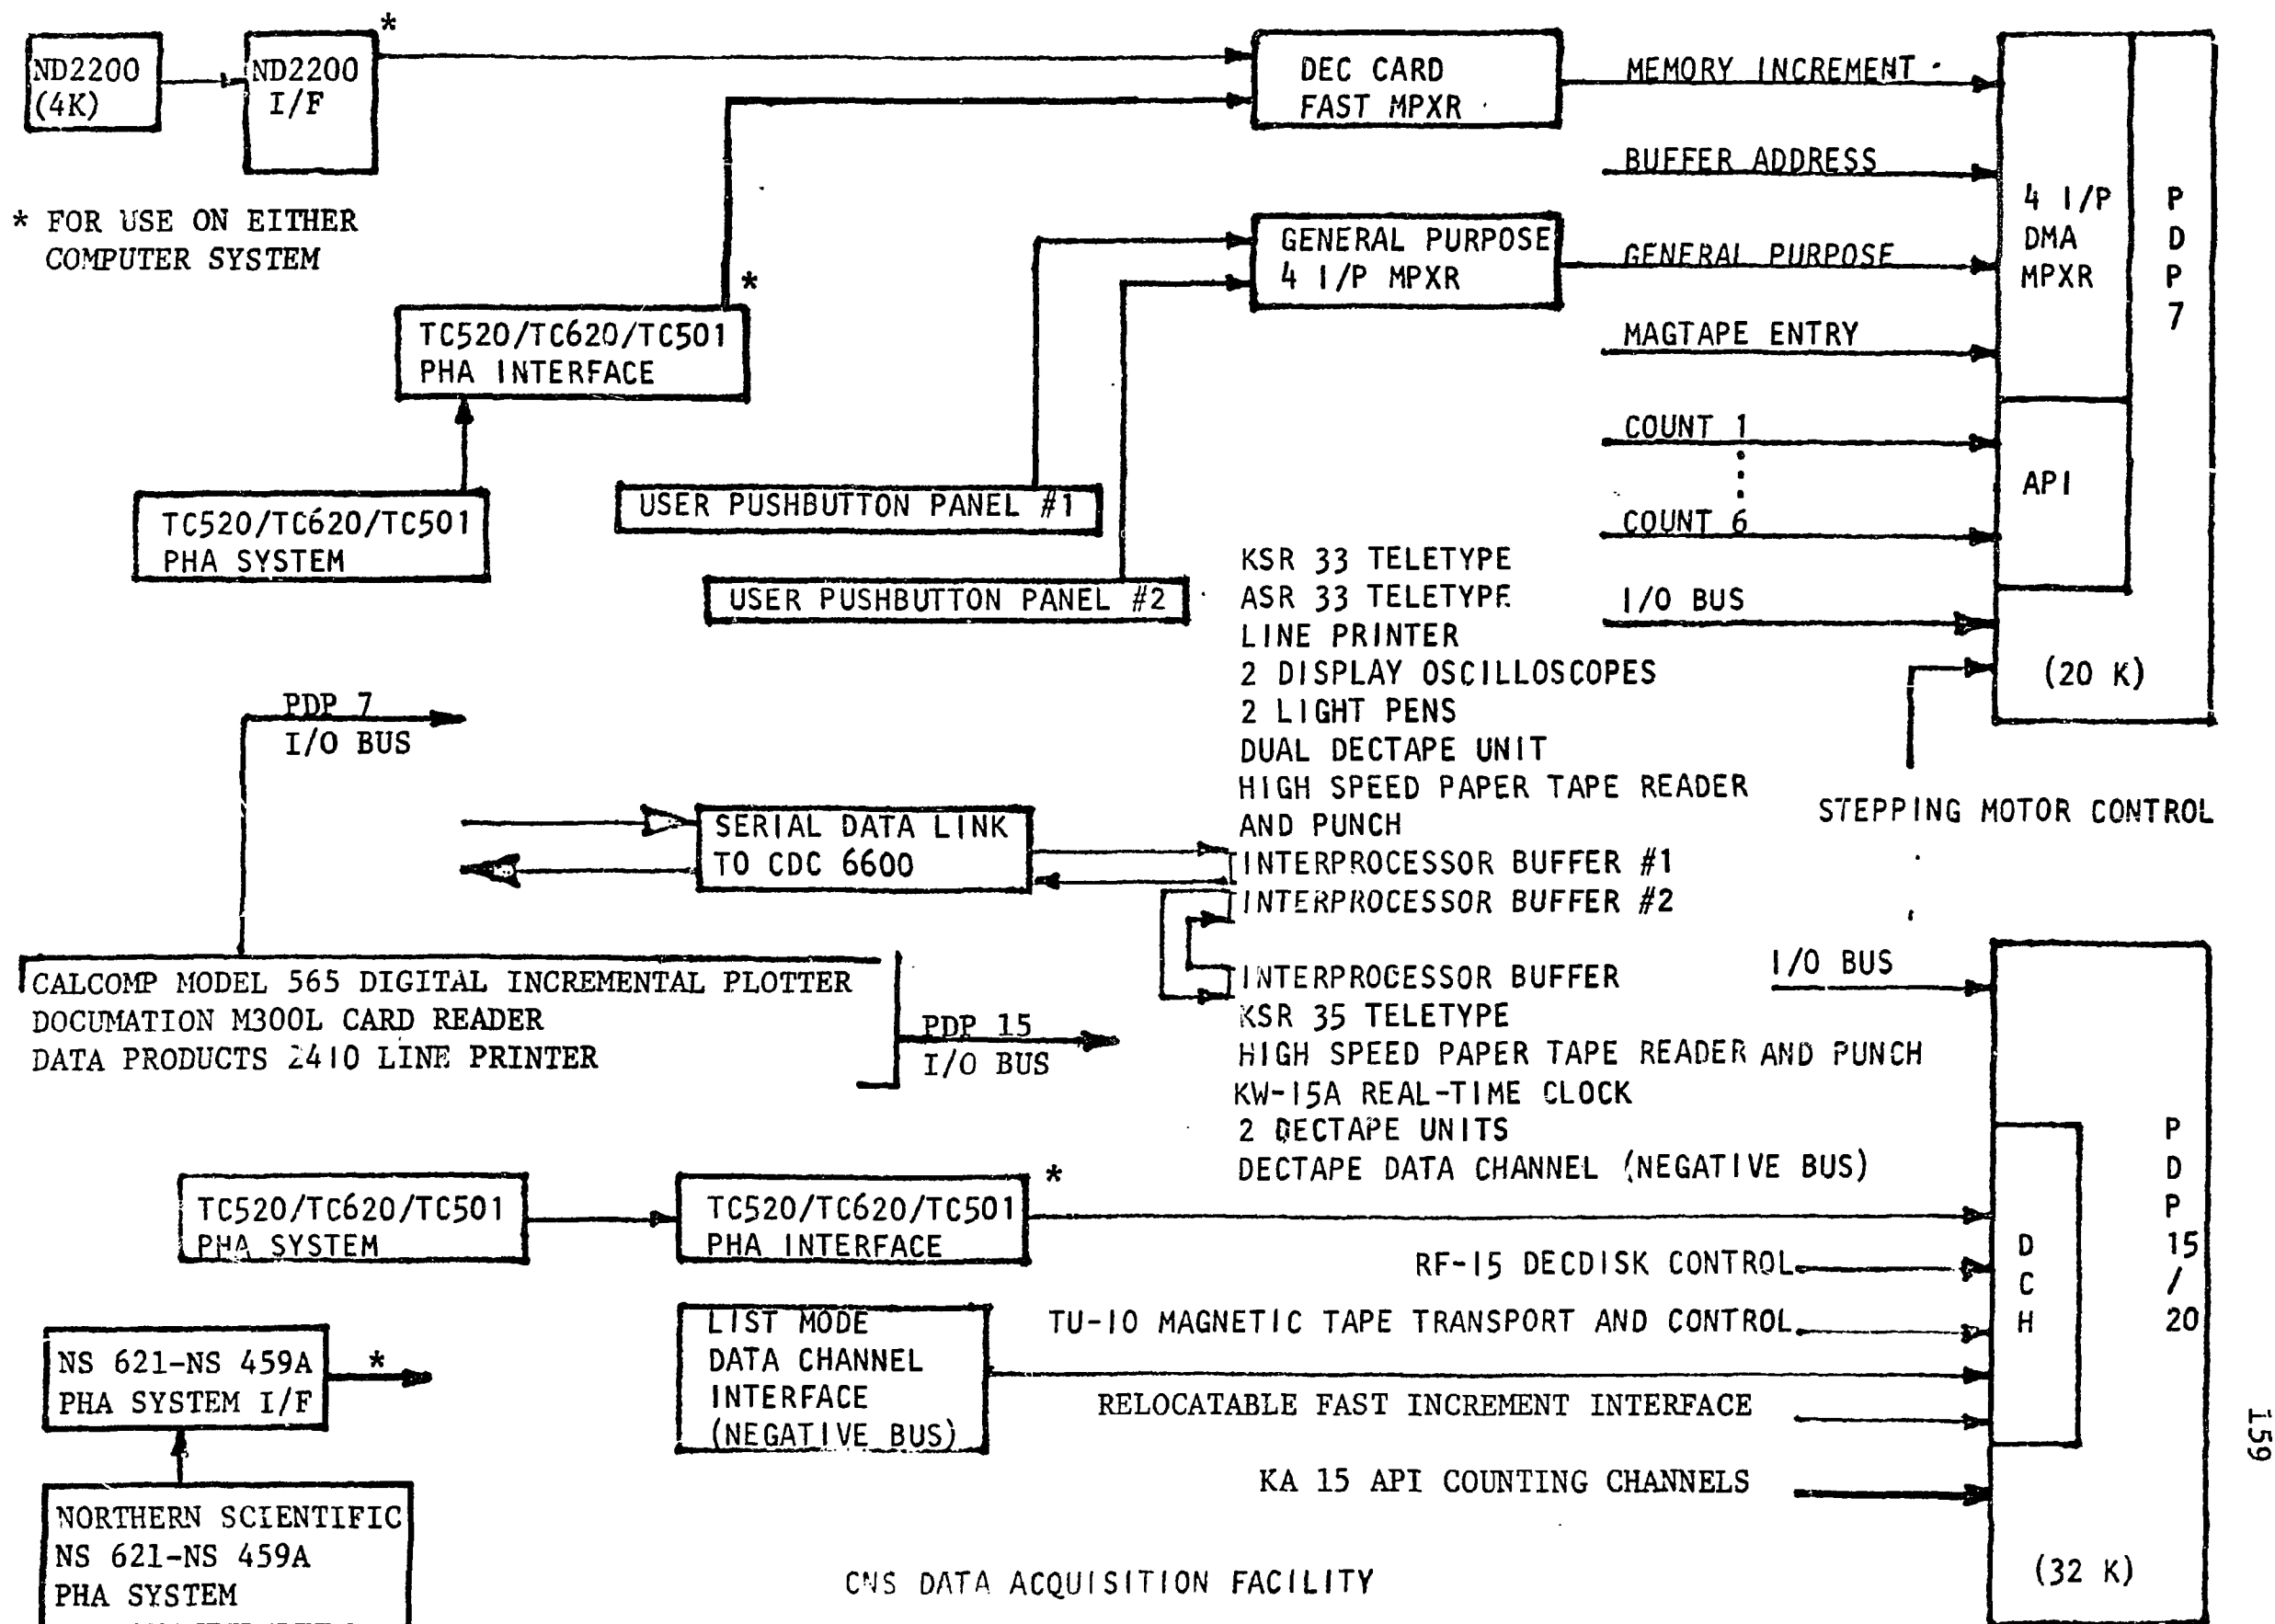 *
ND2200
(4K)
ND2200
I/F
DEC CARD
FAST MPXR
MEMORY INCREMENT
BUFFER ADDRESS
* FOR USE ON EITHER
COMPUTER SYSTEM
GENERAL PURPOSE
4 I/P MPXR
GENERAL PURPOSE
4 I/P
DMA
MPXR
P
D
P
7
*
TC520/TC620/TC501
PHA INTERFACE
MAGTAPE ENTRY
COUNT 1
API
USER PUSHBUTTON PANEL #1
TC520/TC620/TC501
PHA SYSTEM
COUNT 6
USER PUSHBUTTON PANEL #2
I/O BUS
(20 K)
KSR 33 TELETYPE
ASR 33 TELETYPE
LINE PRINTER
2 DISPLAY OSCILLOSCOPES
2 LIGHT PENS
DUAL DECTAPE UNIT
HIGH SPEED PAPER TAPE READER
AND PUNCH
INTERPROCESSOR BUFFER #1
INTERPROCESSOR BUFFER #2
STEPPING MOTOR CONTROL
PDP 7
I/O BUS
SERIAL DATA LINK
TO CDC 6600
CALCOMP MODEL 565 DIGITAL INCREMENTAL PLOTTER
DOCUMATION M300L CARD READER
DATA PRODUCTS 2410 LINE PRINTER
PDP 15
I/O BUS
INTERPROCESSOR BUFFER
KSR 35 TELETYPE
HIGH SPEED PAPER TAPE READER AND PUNCH
KW-15A REAL-TIME CLOCK
2 DECTAPE UNITS
DECTAPE DATA CHANNEL (NEGATIVE BUS)
I/O BUS
P
D
P
15
/
20
D
C
H
TC520/TC620/TC501
PHA SYSTEM
TC520/TC620/TC501
PHA INTERFACE
*
RF-15 DECDISK CONTROL
TU-10 MAGNETIC TAPE TRANSPORT AND CONTROL
LIST MODE
DATA CHANNEL
INTERFACE
(NEGATIVE BUS)
RELOCATABLE FAST INCREMENT INTERFACE
KA 15 API COUNTING CHANNELS
NS 621-NS 459A
PHA SYSTEM I/F
*
NORTHERN SCIENTIFIC
NS 621-NS 459A
PHA SYSTEM
(32 K)
CNS DATA ACQUISITION FACILITY
159